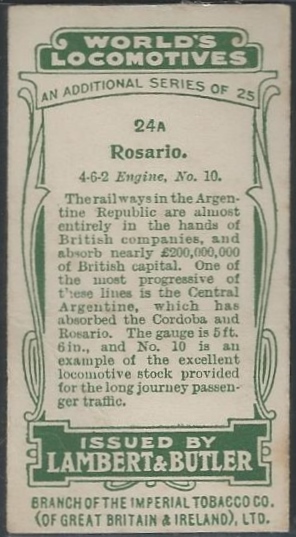 WORLD'S
LOCOMOTIVES
AN ADDITIONAL SERIES OF 25
24A
Rosario.
4-6-2 Engine, No. 10.
The railways in the Argen-
tine Republic are almost
entirely in the hands of
British companies, and
absorb nearly £200,000,000
of British capital. One of
the most progressive of
these lines is the Central
Argentine, which has
absorbed the Cordoba and
Rosario. The gauge is 5 ft.
6 in., and No. 10 is an
example of the excellent
locomotive stock provided
for the long journey passen-
ger traffic.
ISSUED BY
LAMBERT & BUTLER
BRANCH OF THE IMPERIAL TOBACCO CO.
(OF GREAT BRITAIN & IRELAND), LTD.